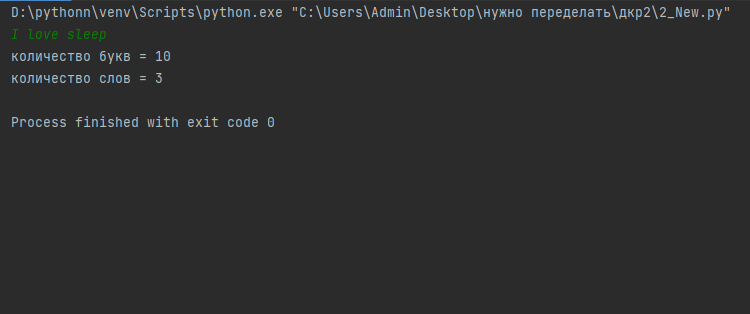 D:\pythonn\venv\Scripts\python.exe "C:\Users\Admin\Desktop\нужно переделать\дкр2\2_New.py"
I love sleep
количество букв = 10
количество слов = 3
Process finished with exit code 0